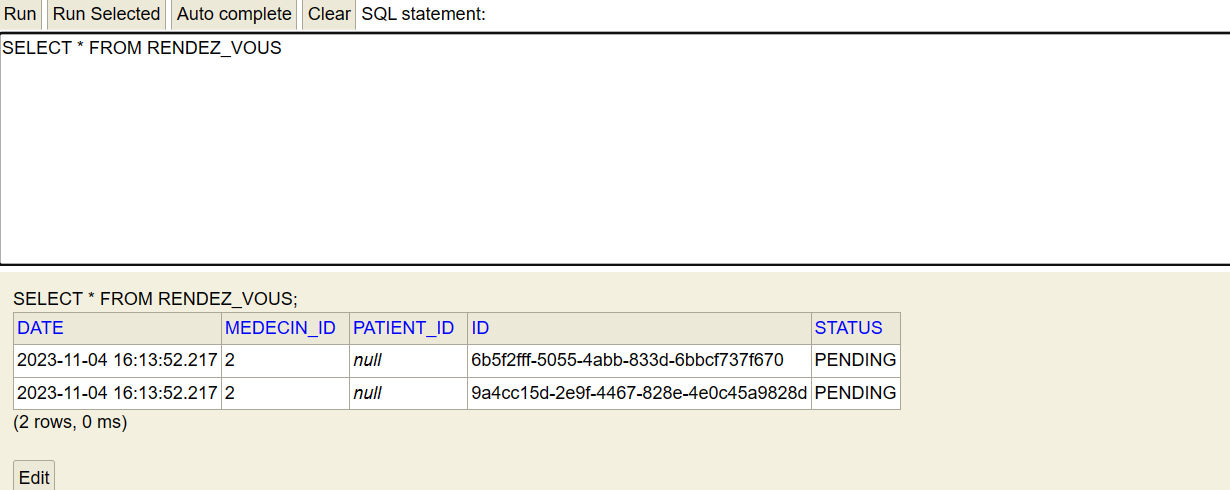 Run Run Selected Auto complete Clear SQL statement:
SELECT * FROM RENDEZ_VOUS
SELECT * FROM RENDEZ_VOUS;
DATE MEDECIN_ID PATIENT_ID ID STATUS
2023-11-04 16:13:52.217 2 null 6b5f2fff-5055-4abb-833d-6bbcf737f670 PENDING
2023-11-04 16:13:52.217 2 null 9a4cc15d-2e9f-4467-828e-4e0c45a9828d PENDING
(2 rows, 0 ms)
Edit